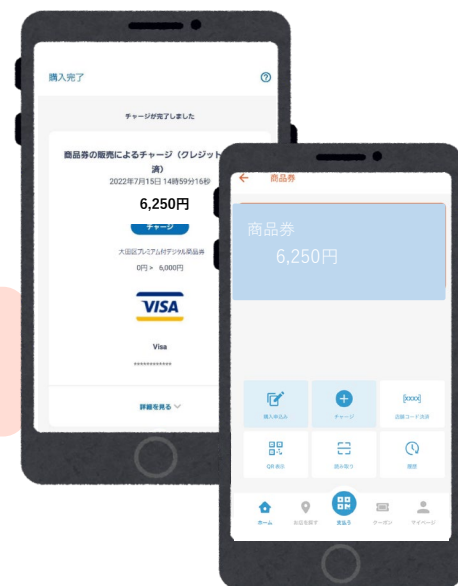 購入完了
チャージが完了しました
商品券の販売によるチャージ（クレジット
済）
2022年7月15日 14時59分16秒
6,250円
チャージ
大田区プレミアム付デジタル商品券
0円 > 6,000円
VISA
Visa
************
詳細を見る
商品券
商品券
6,250円
購入申込み
チャージ
店舗コード決済
QR表示
読み取り
履歴
ホーム
お店を探す
支払う
クーポン
マイページ